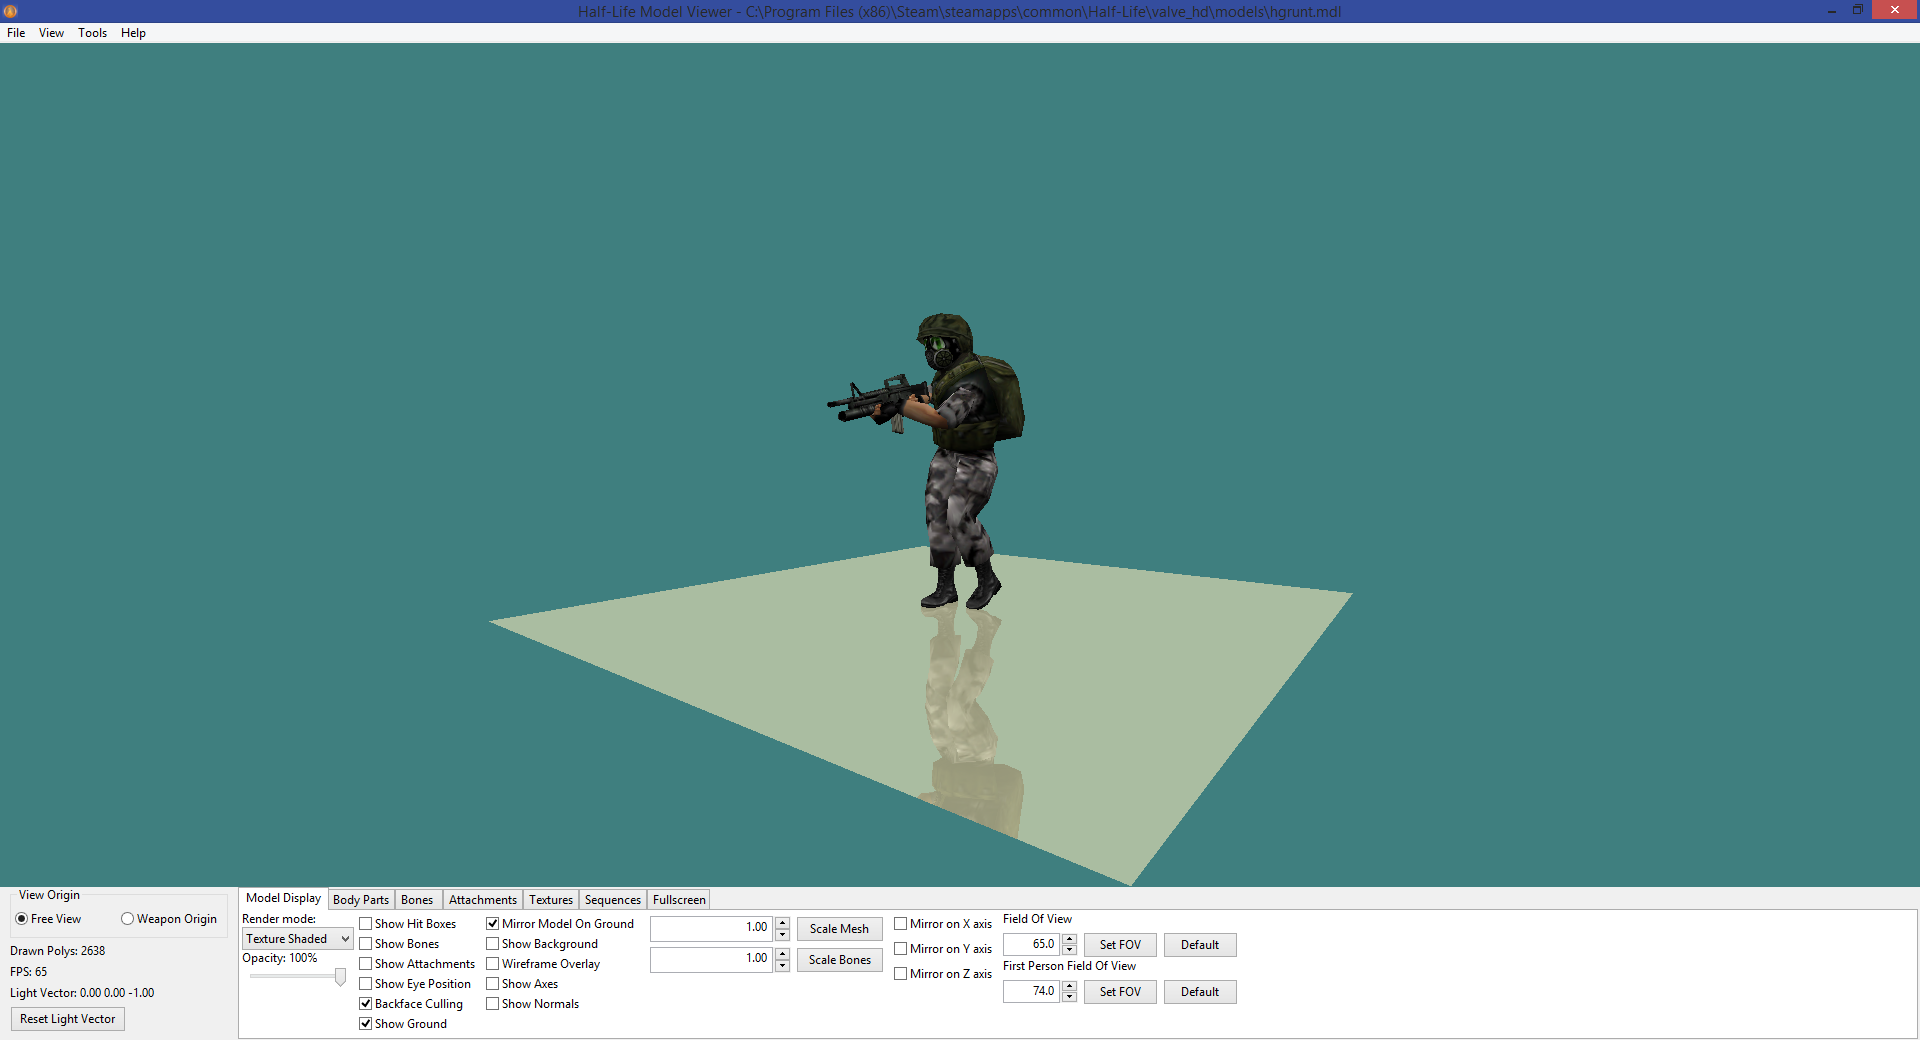 Half-Life Model Viewer - C:\Program Files (x86)\Steam\steamapps\common\Half-Life\valve_hd\models\hgrunt.mdl
File View Tools Help
View Origin
Free View Weapon Origin
Drawn Polys: 2638
FPS: 65
Light Vector: 0.00 0.00 -1.00
Reset Light Vector
Model Display Body Parts Bones Attachments Textures Sequences Fullscreen
Render mode:
Texture Shaded
Opacity: 100%
Show Hit Boxes
Show Bones
Show Attachments
Show Eye Position
Backface Culling
Show Ground
Mirror Model On Ground
Show Background
Wireframe Overlay
Show Axes
Show Normals
1.00 Scale Mesh
1.00 Scale Bones
Mirror on X axis
Mirror on Y axis
Mirror on Z axis
Field Of View
65.0 Set FOV Default
First Person Field Of View
74.0 Set FOV Default